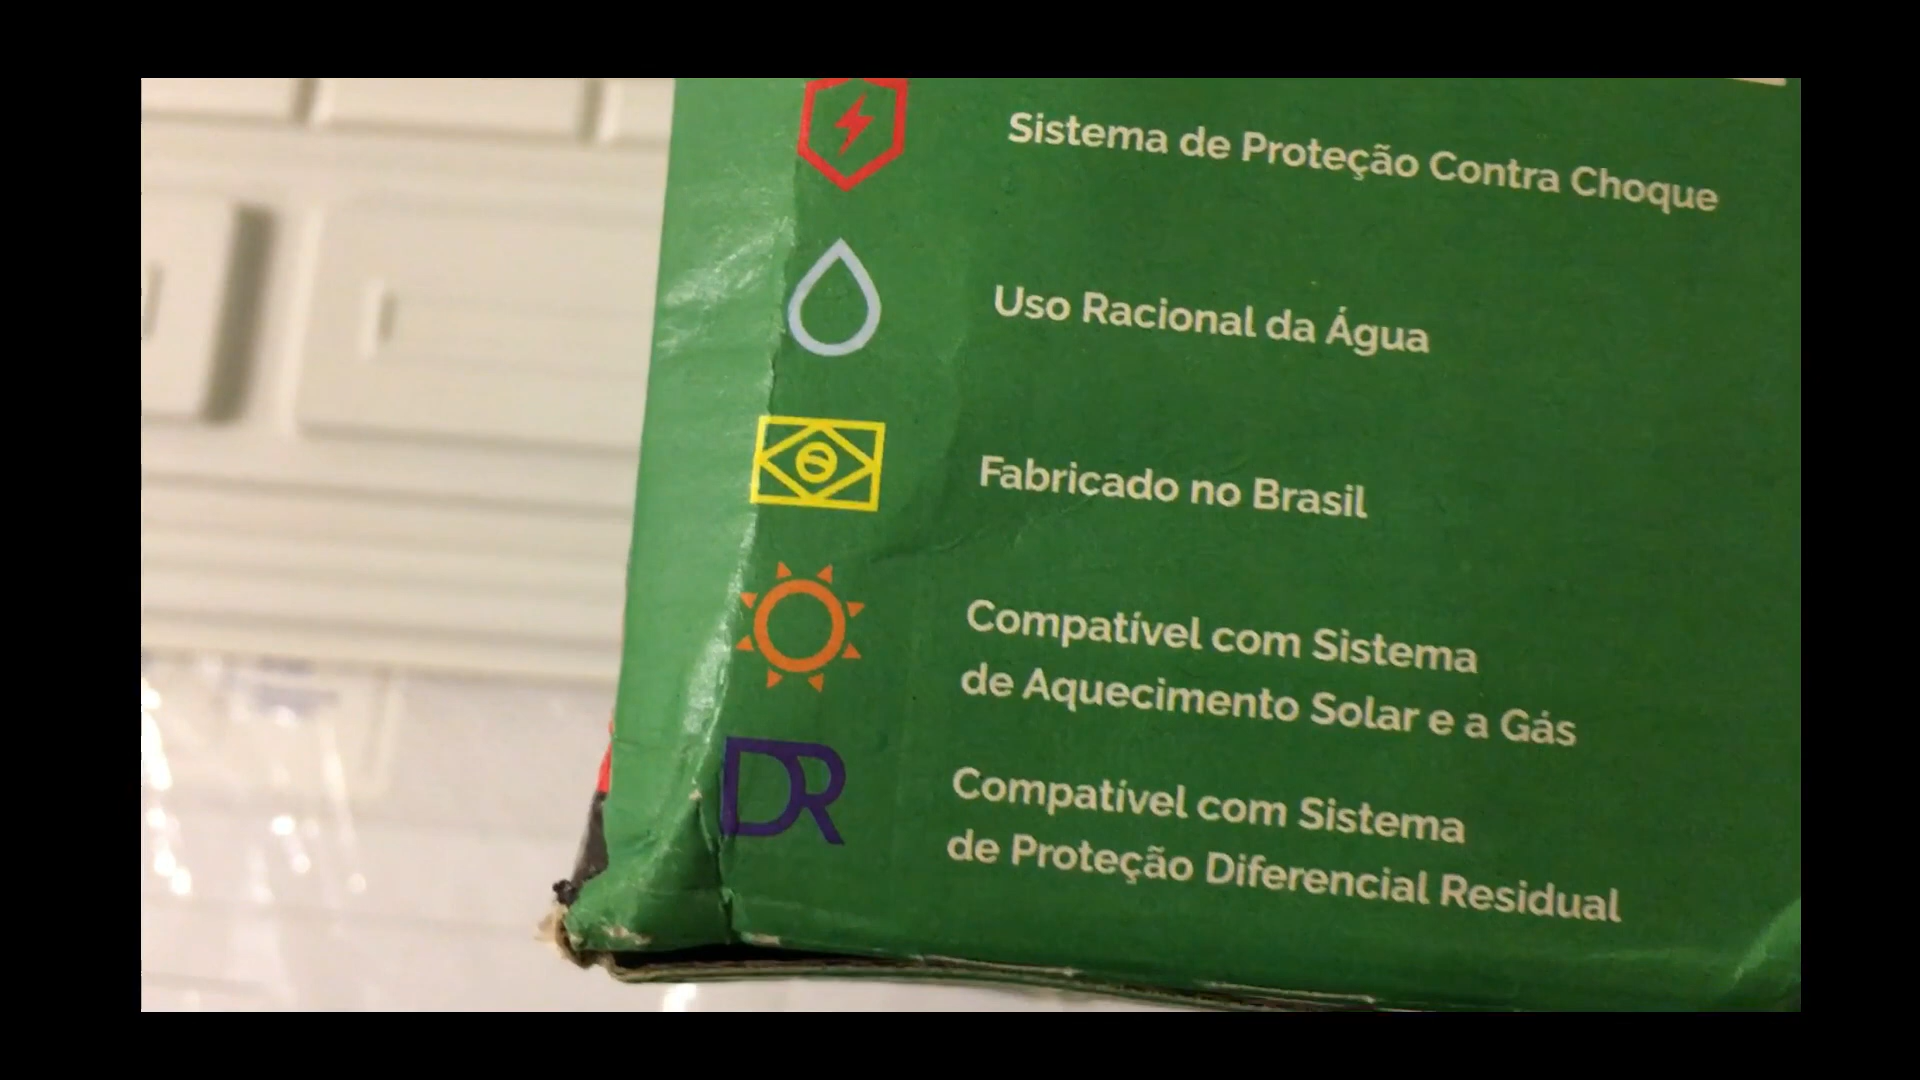 Sistema de Proteção Contra Choque
Uso Racional da Água
Fabricado no Brasil
Compatível com Sistema
de Aquecimento Solar e a Gás
DR
Compatível com Sistema
de Proteção Diferencial Residual